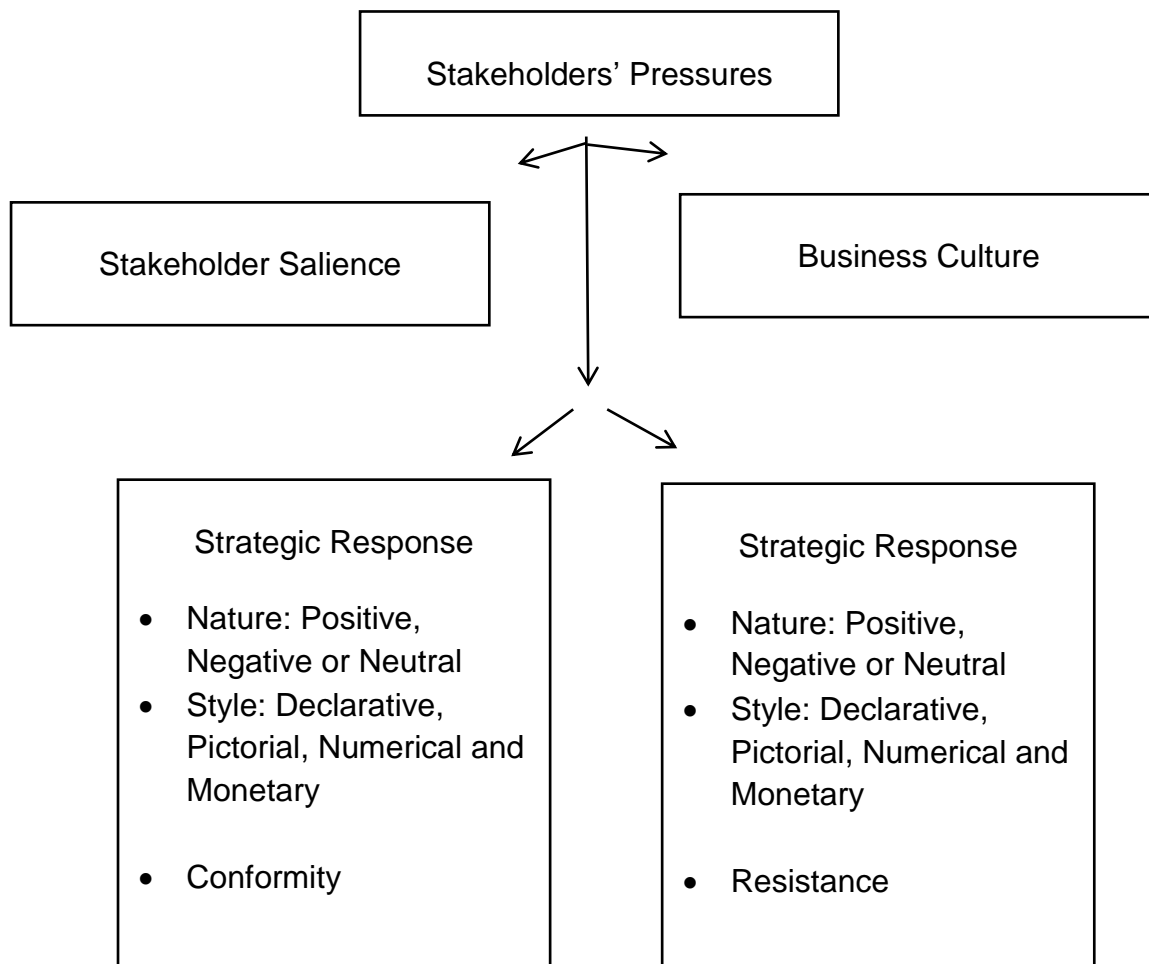 Stakeholders’ Pressures
Stakeholder Salience
Business Culture
Strategic Response
• Nature: Positive,
Negative or Neutral
• Style: Declarative,
Pictorial, Numerical and
Monetary
• Conformity
Strategic Response
• Nature: Positive,
Negative or Neutral
• Style: Declarative,
Pictorial, Numerical and
Monetary
• Resistance